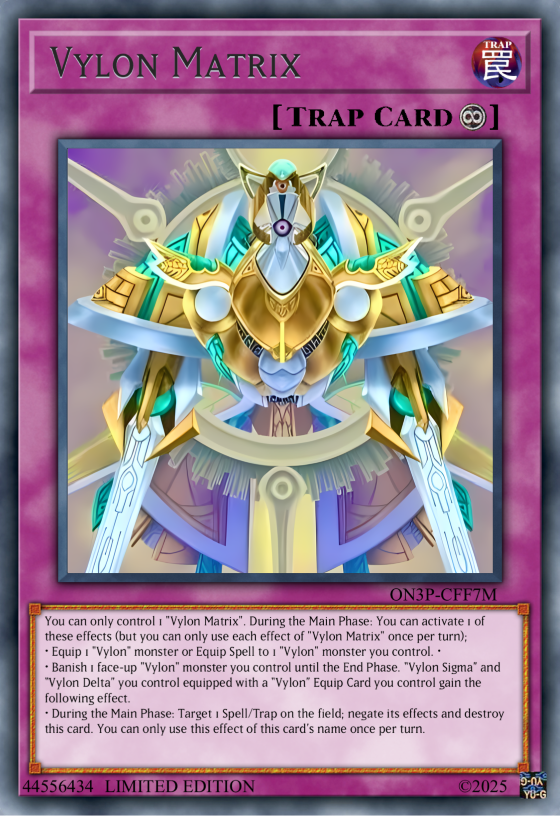 Vylon Matrix
TRAP
罠
[Trap Card]
ON3P-CFF7M
You can only control 1 "Vylon Matrix". During the Main Phase: You can activate 1 of
these effects (but you can only use each effect of "Vylon Matrix" once per turn);
• Equip 1 "Vylon" monster or Equip Spell to 1 "Vylon" monster you control. •
• Banish 1 face-up "Vylon" monster you control until the End Phase. "Vylon Sigma" and
"Vylon Delta" you control equipped with a "Vylon" Equip Card you control gain the
following effect.
• During the Main Phase: Target 1 Spell/Trap on the field; negate its effects and destroy
this card. You can only use this effect of this card's name once per turn.
44556434 LIMITED EDITION
©2025